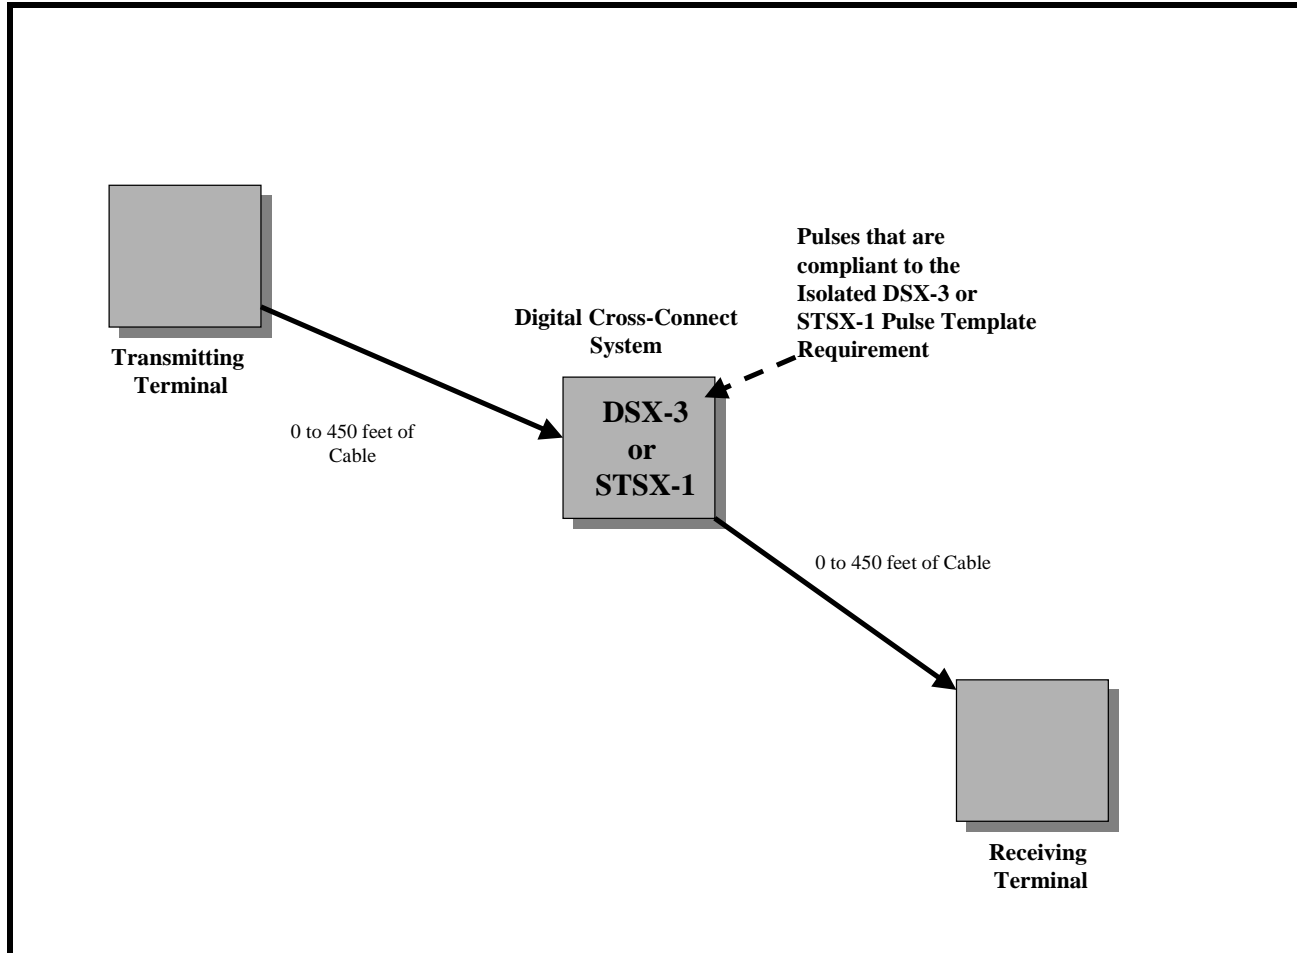 Pulses that are
compliant to the
Isolated DSX-3 or
STSX-1 Pulse Template
Requirement
Digital Cross-Connect
System
Transmitting
Terminal
DSX-3
or
STSX-1
0 to 450 feet of
Cable
0 to 450 feet of Cable
Receiving
Terminal